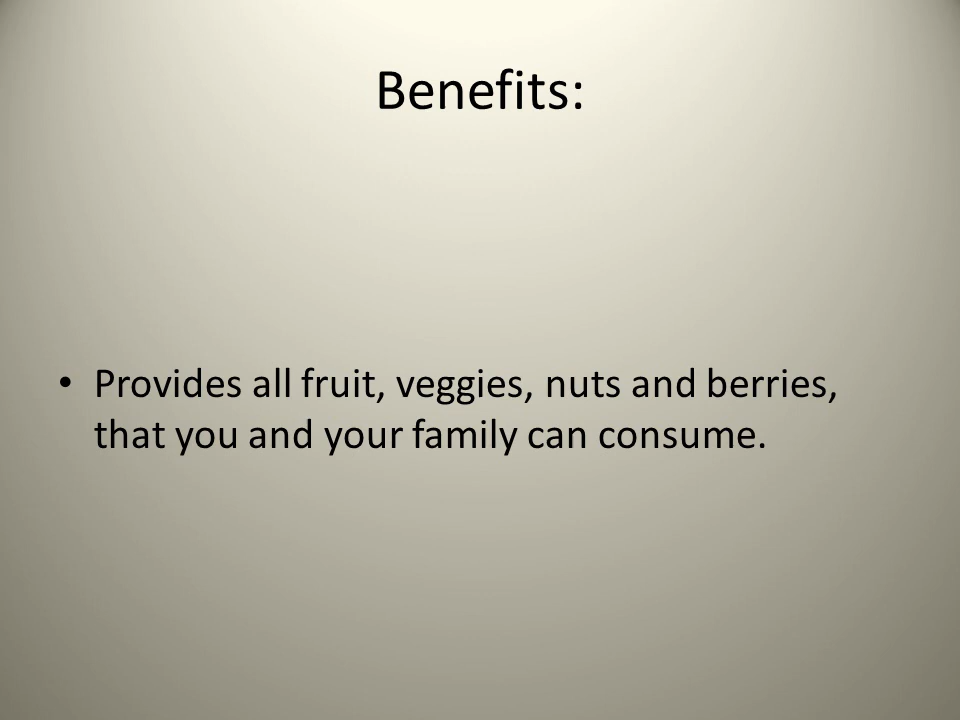 Benefits:
• Provides all fruit, veggies, nuts and berries,
that you and your family can consume.